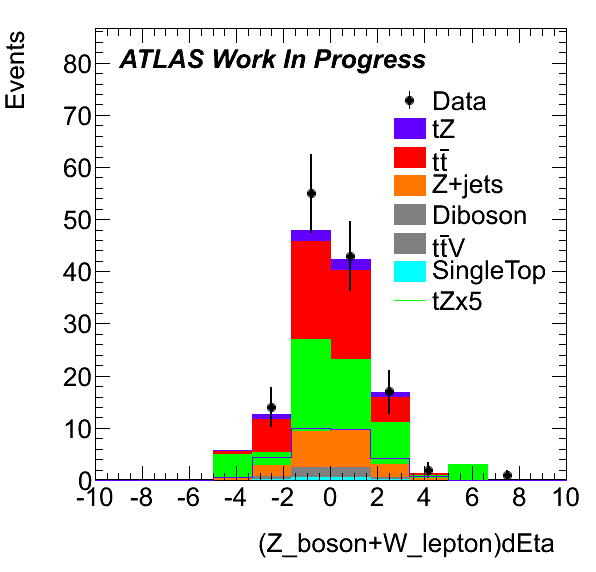 Events
80
70
60
50
40
30
20
10
0
ATLAS Work In Progress
Data
tZ
tt̄
Z+jets
Diboson
tt̄V
SingleTop
tZx5
-10 -8 -6 -4 -2 0 2 4 6 8 10
(Z_boson+W_lepton)dEta